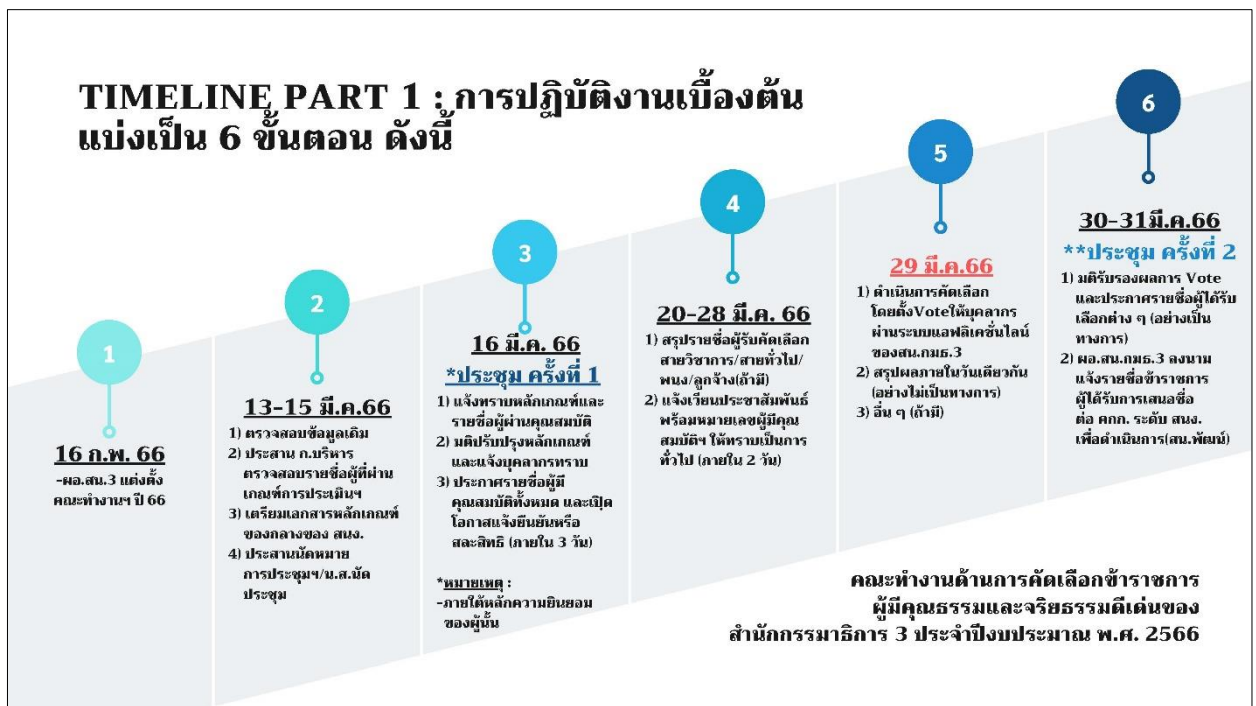 TIMELINE PART 1 : การปฏิบัติงานเบื้องต้น
แบ่งเป็น 6 ขั้นตอน ดังนี้
1
16 ก.พ. 66
-ผอ.สน.3 แต่งตั้ง
คณะทำงานฯ ปี 66
2
13-15 มี.ค.66
1) ตรวจสอบข้อมูลเดิม
2) ประสาน ก.บริหาร
ตรวจสอบรายชื่อผู้ที่ผ่าน
เกณฑ์การประเมินฯ
3) เตรียมเอกสารหลักเกณฑ์
ของกลางของ สนง.
4) ประสานนัดหมาย
การประชุมฯ/น.ส.นัด
ประชุม
3
16 มี.ค. 66
*ประชุม ครั้งที่ 1
1) แจ้งทราบหลักเกณฑ์และ
รายชื่อผู้ผ่านคุณสมบัติ
2) มติปรับปรุงหลักเกณฑ์
และแจ้งบุคลากรทราบ
3) ประกาศรายชื่อผู้มี
คุณสมบัติทั้งหมด และเปิด
โอกาสแจ้งยืนยันหรือ
สละสิทธิ (ภายใน 3 วัน)
*หมายเหตุ :
-ภายใต้หลักความยินยอม
ของผู้นั้น
4
20-28 มี.ค. 66
1) สรุปรายชื่อผู้รับคัดเลือก
สายวิชาการ/สายทั่วไป/
พนง/ลูกจ้าง(ถ้ามี)
2) แจ้งเวียนประชาสัมพันธ์
พร้อมหมายเลขผู้มีคุณ
สมบัติฯ ให้ทราบเป็นการ
ทั่วไป (ภายใน 2 วัน)
5
29 มี.ค.66
1) ดำเนินการคัดเลือก
โดยตั้งVoteให้บุคลากร
ผ่านระบบแอฟลิเคชั่นไลน์
ของสน.กมธ.3
2) สรุปผลภายในวันเดียวกัน
(อย่างไม่เป็นทางการ)
3) อื่น ๆ (ถ้ามี)
6
30-31มี.ค.66
**ประชุม ครั้งที่ 2
1) มติรับรองผลการ Vote
และประกาศรายชื่อผู้ได้รับ
เลือกต่าง ๆ (อย่างเป็น
ทางการ)
2) ผอ.สน.กมธ.3 ลงนาม
แจ้งรายชื่อข้าราชการ
ผู้ได้รับการเสนอชื่อ
ต่อ คกก. ระดับ สนง.
เพื่อดำเนินการ(สน.พัฒน์)
คณะทำงานด้านการคัดเลือกข้าราชการ
ผู้มีคุณธรรมและจริยธรรมดีเด่นของ
สำนักกรรมาธิการ 3 ประจำปีงบประมาณ พ.ศ. 2566